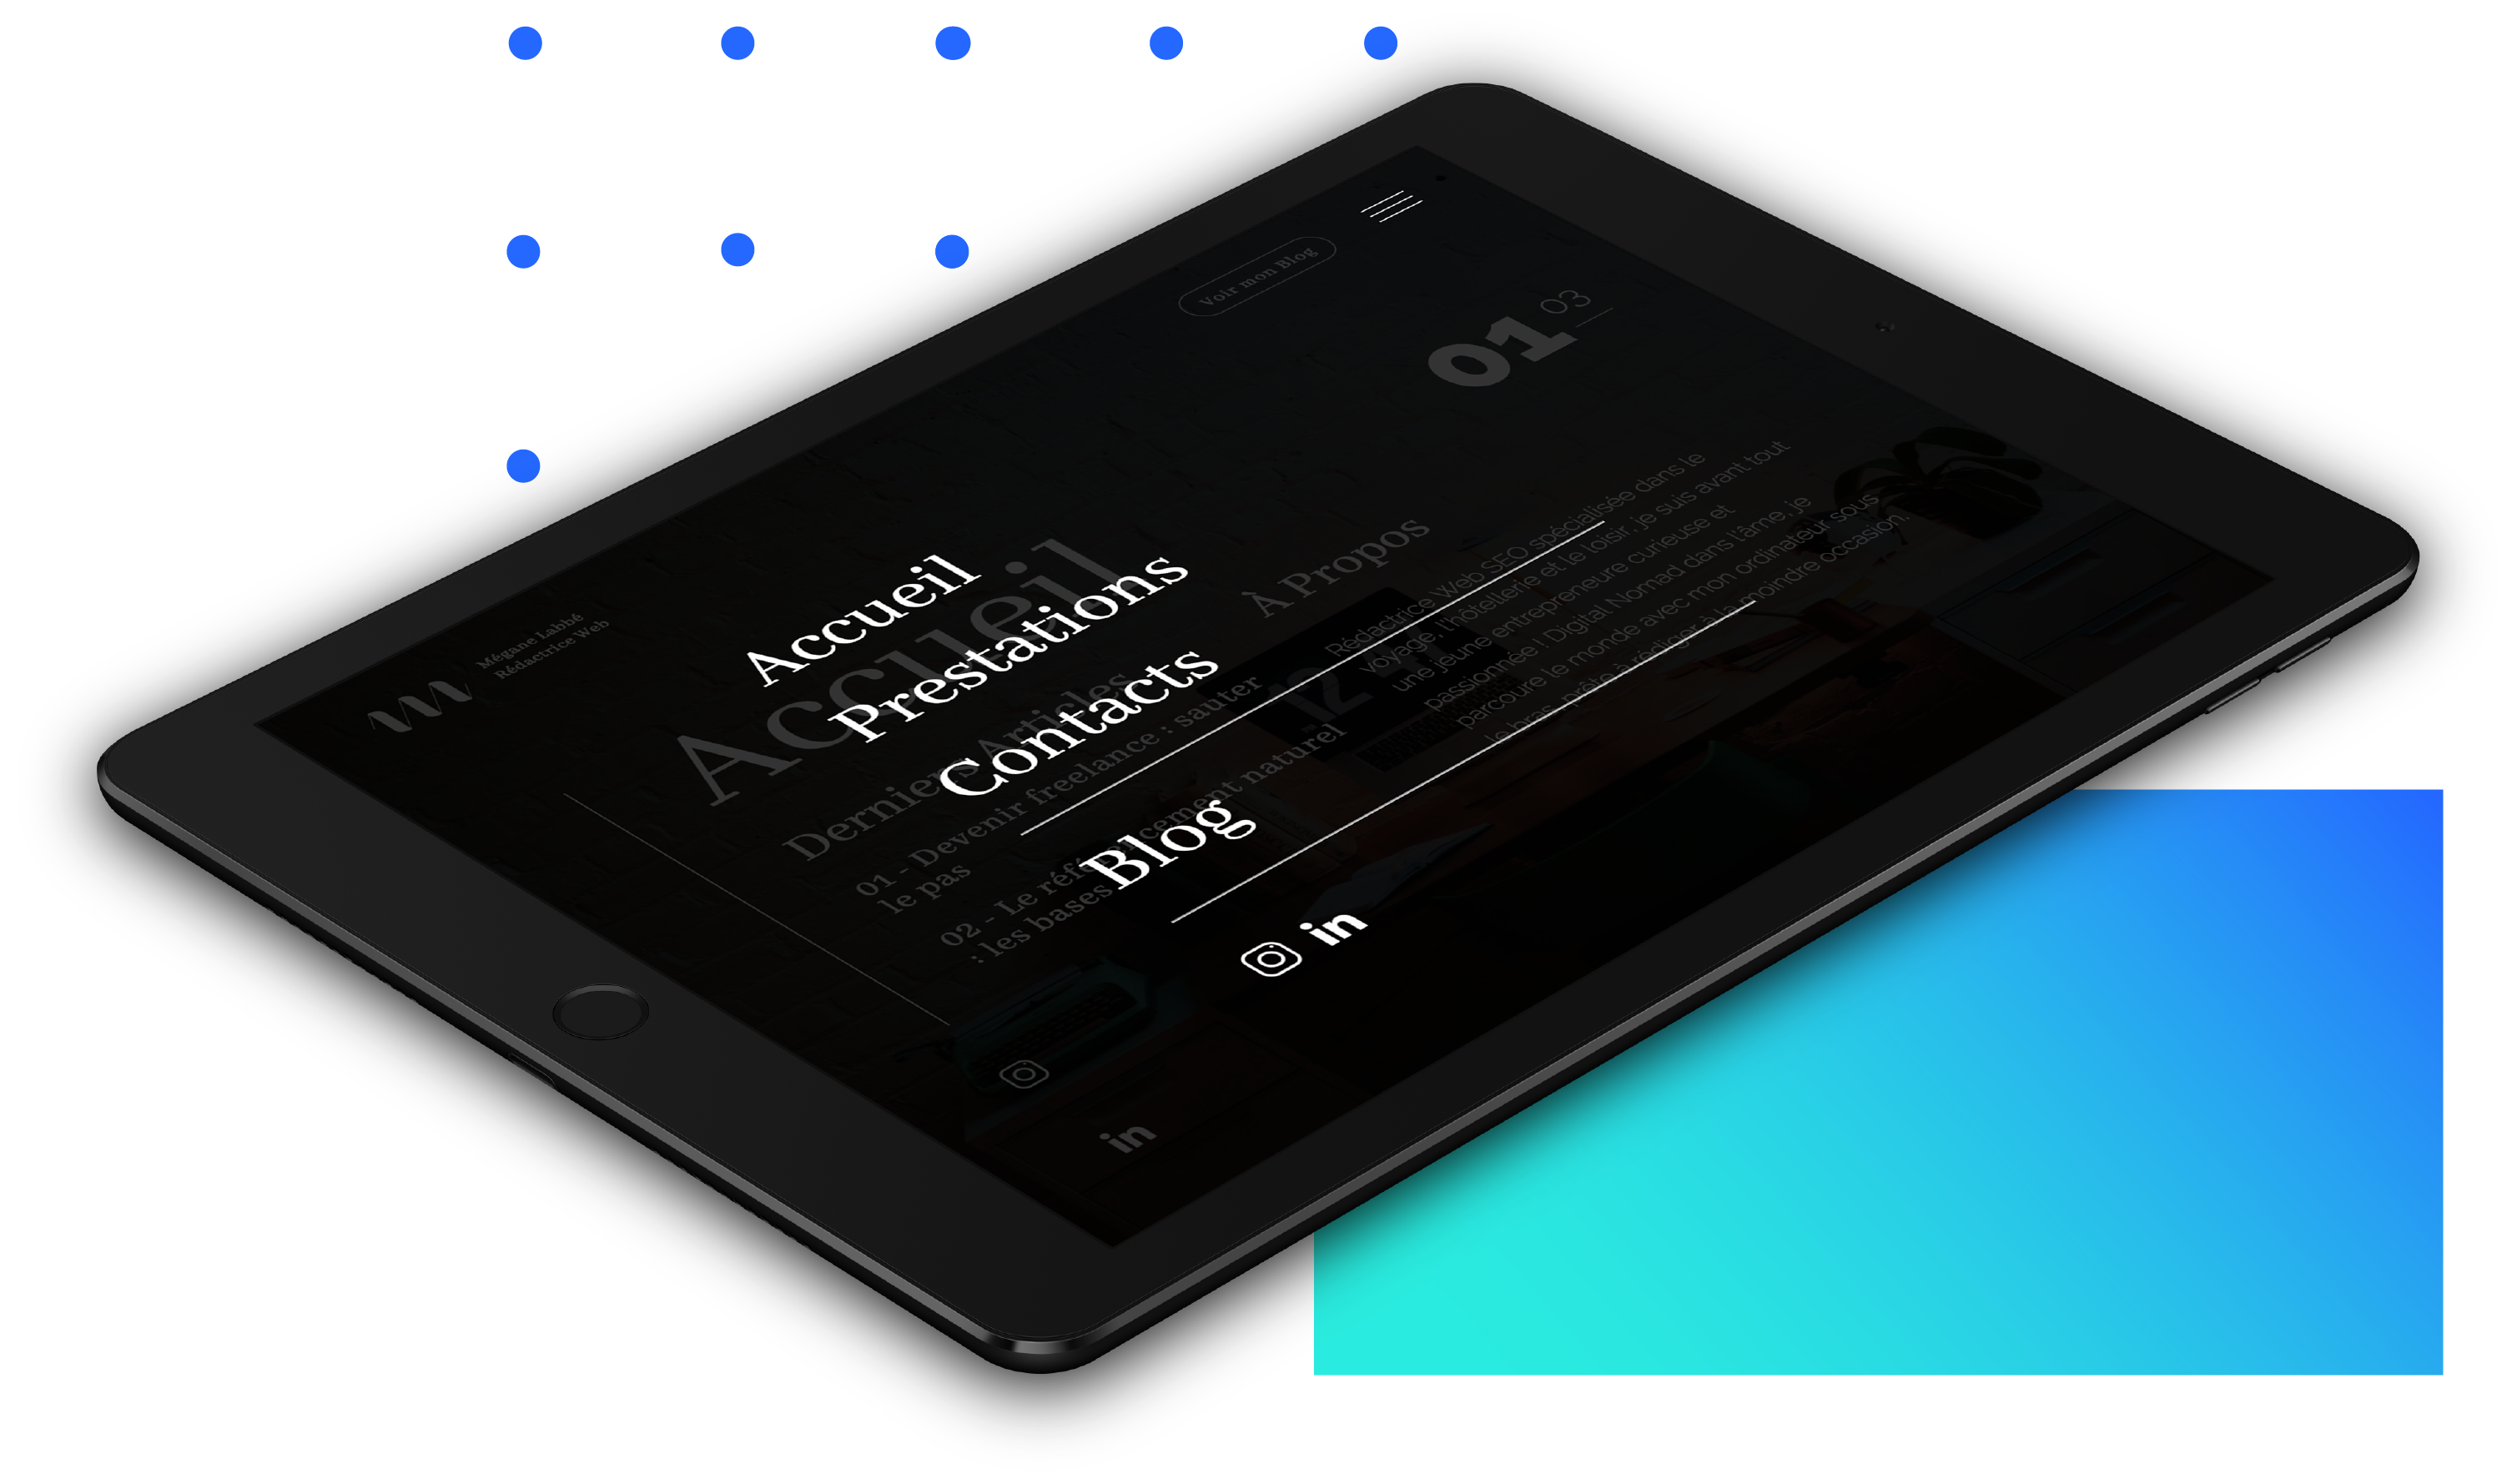 Mégane Labbé
Rédactrice Web
Voir mon Blog
01
03
Accueil
Accueil
Prestations
Contacts
Blog
in
Derniers Articles
01 - Devenir freelance : sauter
le pas
02 - Le référencement naturel
: les bases
À Propos
Rédactrice Web SEO spécialisée dans le
voyage, l'hôtellerie et le loisir, je suis avant tout
une jeune entrepreneure curieuse et
passionnée ! Digital Nomad dans l'âme, je
parcoure le monde avec mon ordinateur sous
le bras, prête à rédiger à la moindre occasion.
in